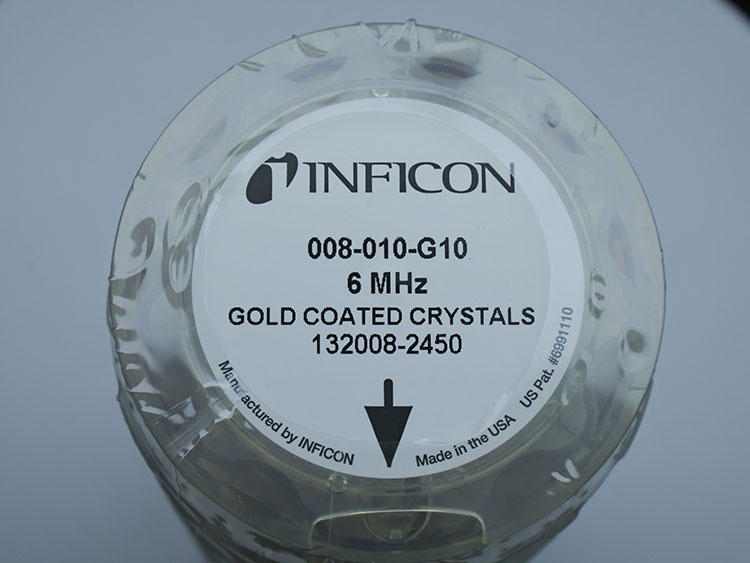 INFICON
008-010-G10
6 MHz
GOLD COATED CRYSTALS
132008-2450
Manufactured by INFICON
Made in the USA
US Pat. #6991110